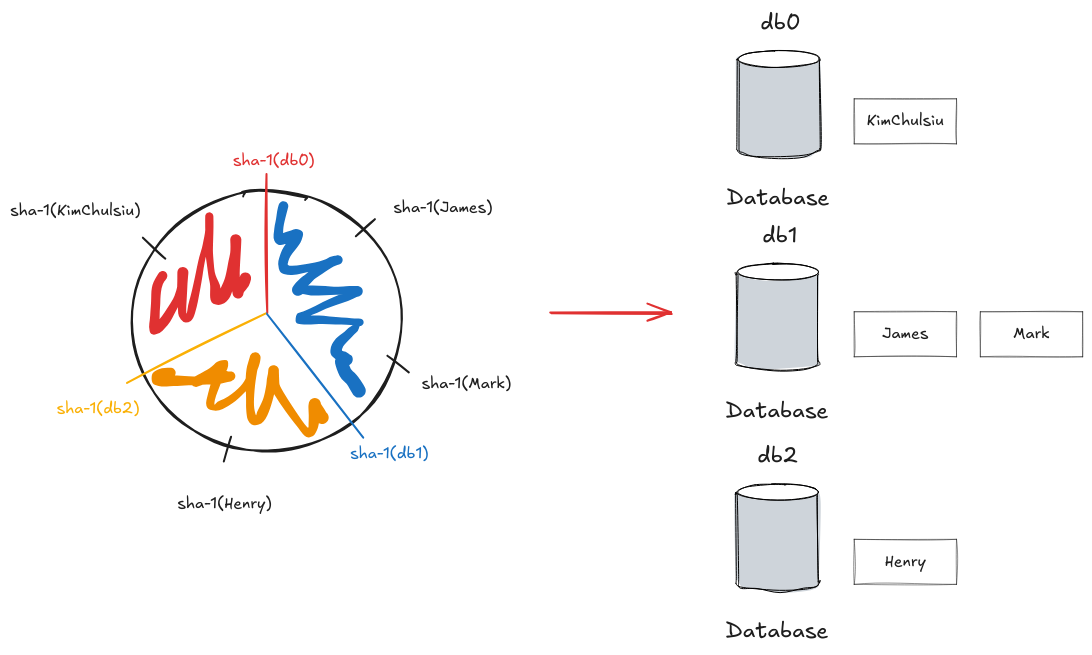 sha-1(db0)
sha-1(KimChulsiu)
sha-1(James)
sha-1(Mark)
sha-1(db2)
sha-1(db1)
sha-1(Henry)
db0
KimChulsiu
Database
db1
James
Mark
Database
db2
Henry
Database